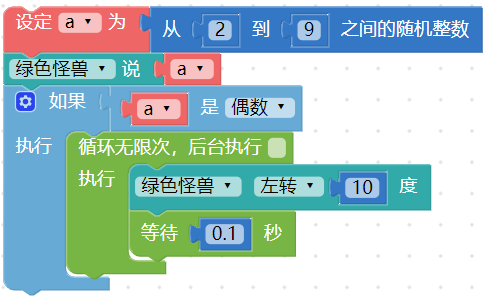 设定 a 为 从 2 到 9 之间的随机整数
绿色怪兽 说 a
如果 a 是 偶数
执行 循环无限次，后台执行
执行 绿色怪兽 左转 10 度
等待 0.1 秒